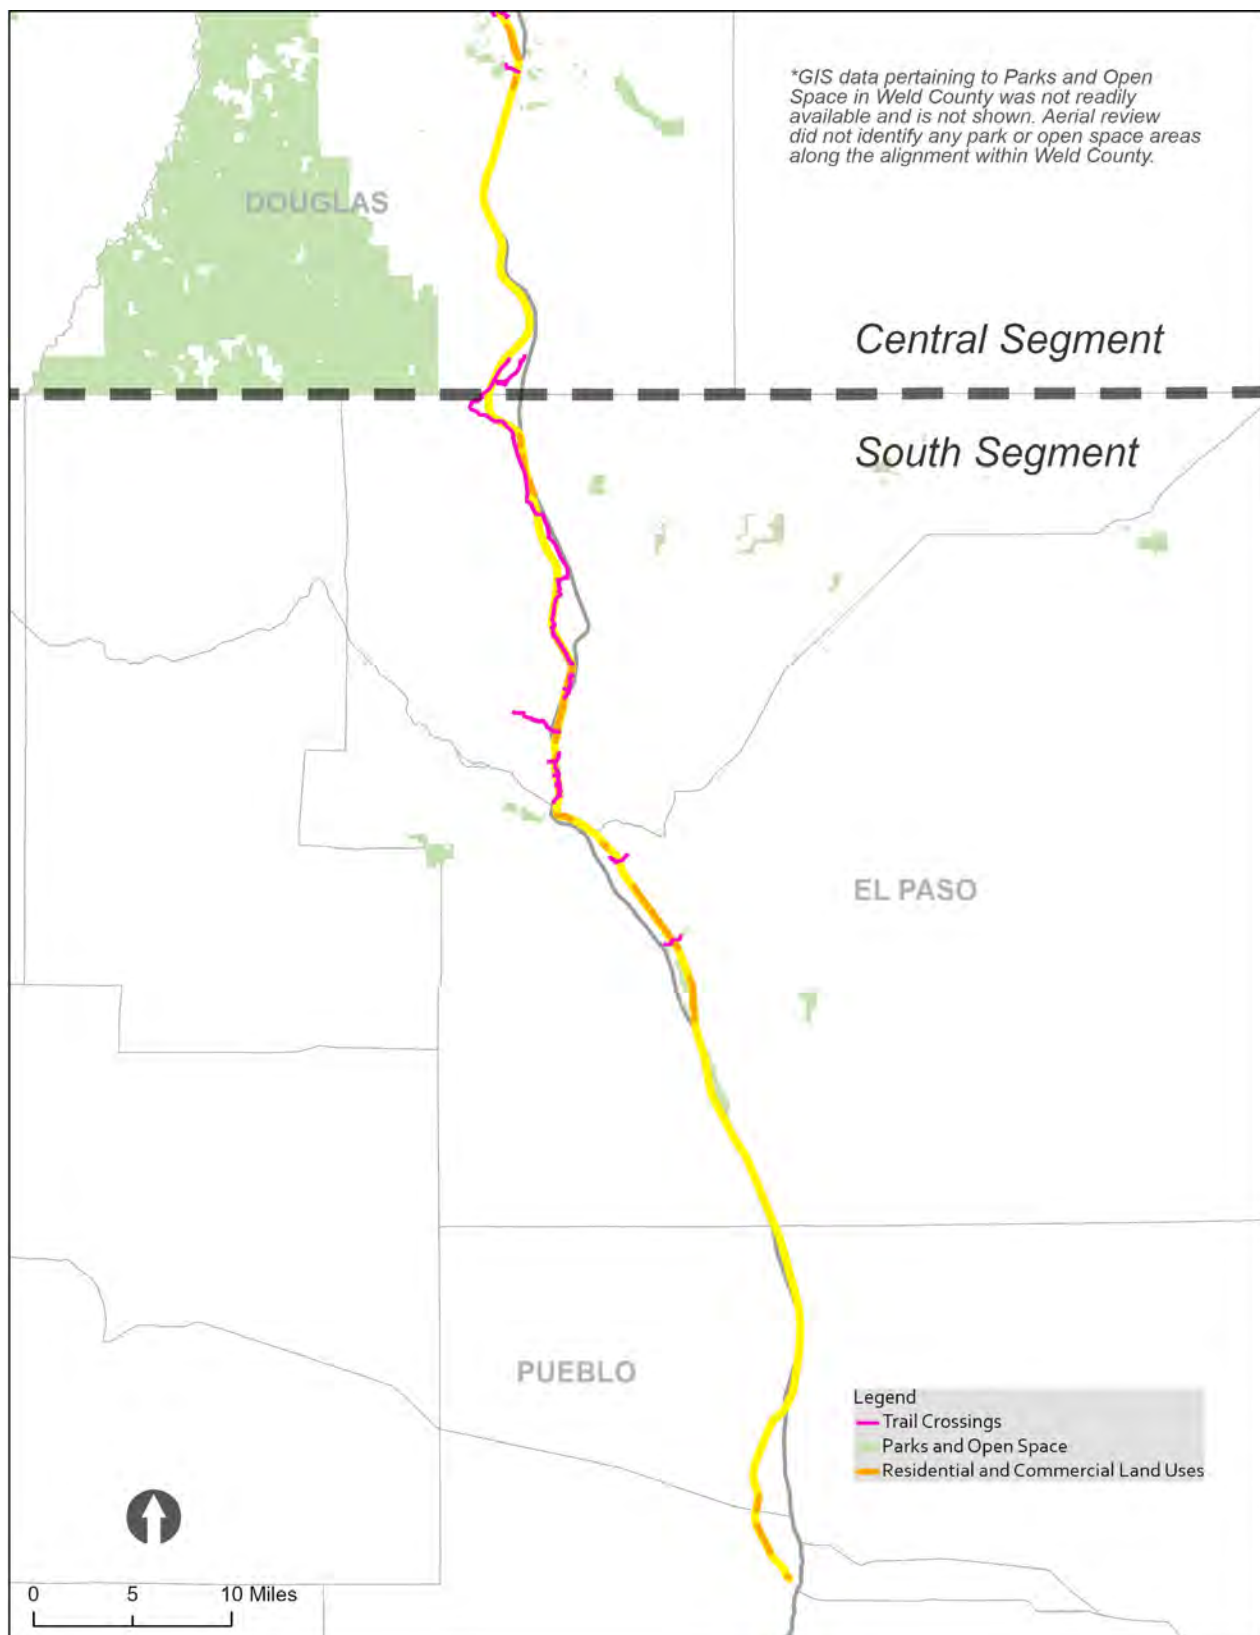 *GIS data pertaining to Parks and Open
Space in Weld County was not readily
available and is not shown. Aerial review
did not identify any park or open space areas
along the alignment within Weld County.
DOUGLAS
Central Segment
South Segment
EL PASO
PUEBLO
Legend
Trail Crossings
Parks and Open Space
Residential and Commercial Land Uses
0 5 10 Miles